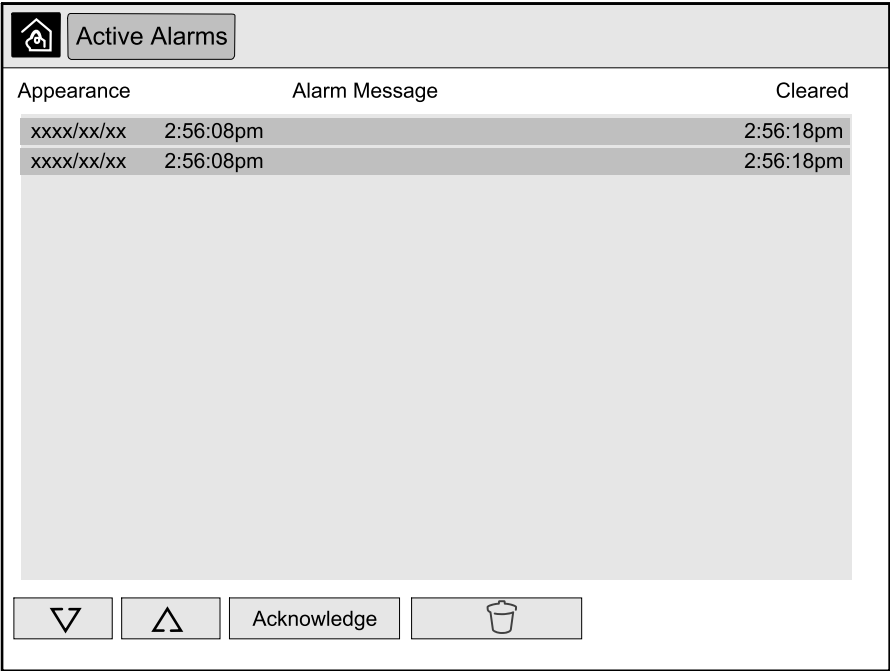 Active Alarms
Appearance Alarm Message Cleared
xxxx/xx/xx 2:56:08pm 2:56:18pm
xxxx/xx/xx 2:56:08pm 2:56:18pm
Acknowledge